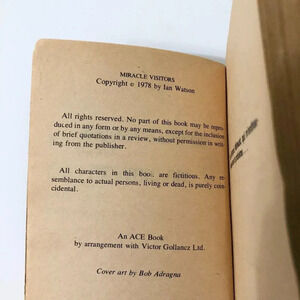 MIRACLE VISITORS
Copyright © 1978 by Ian Watson
All rights reserved. No part of this book may be repro-
duced in any form or by any means, except for the inclusion
of brief quotations in a review, without permission in writ-
ing from the publisher.
All characters in this book are fictitious. Any re-
semblance to actual persons, living or dead, is purely coin-
cidental.
An ACE Book
by arrangement with Victor Gollancz Ltd.
Cover art by Bob Adragna